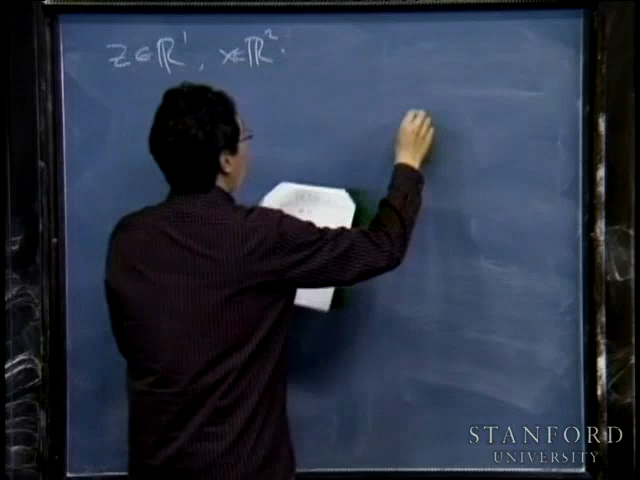 z ∈ ℝ¹, x ∈ ℝ².
STANFORD
UNIVERSITY